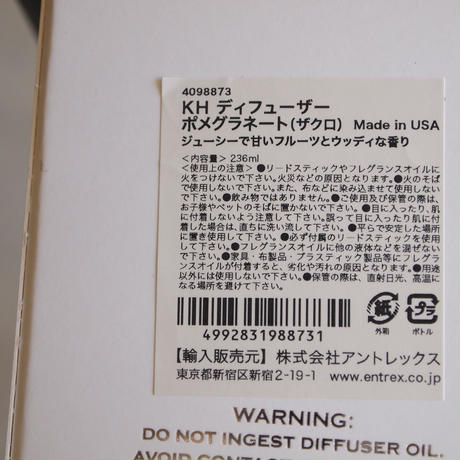 4098873
KH ディフューザー
ポメグラネート(ザクロ) Made in USA
ジューシーで甘いフルーツとウッディな香り
<内容量> 236ml
<使用上の注意> ●リードスティックやフレグランスオイルに
火をつけないで下さい。火災などの原因となります。●火のそば
で使用しないで下さい。また、布などに染み込ませて使用しない
で下さい。●飲み物ではありません。●ご使用及び保管の際は、
お子様やペットのそばに置かないで下さい。●目に入ったり、肌
に付着しないよう注意して下さい。誤って目に入ったり肌に付
着した場合は、直ちに洗い流して下さい。●平らで安定した場所
に置き使用して下さい。●必ず付属のリードスティックを使用
して下さい。●フレグランスオイルに他の液体などを混ぜない
で下さい。●家具・布製品・プラスティック製品等にフレグラ
ンスオイルが付着すると、劣化や汚れの原因となります。●用途
以外には使用しないで下さい。●保管の際は、直射日光、高温に
なる場所を避けて下さい。
紙
外箱
プラ
ボトル
4992831988731
【輸入販売元】株式会社アントレックス
東京都新宿区新宿2-19-1 www.entrex.co.jp
WARNING:
DO NOT INGEST DIFFUSER OIL.